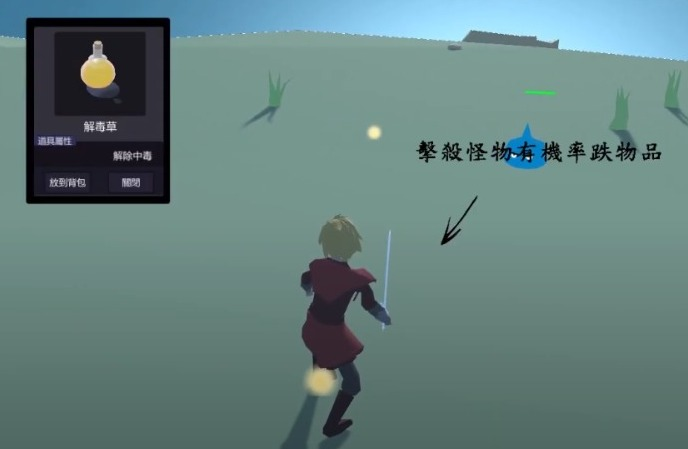 解毒草
道具屬性
解除中毒
放到背包
關閉
擊殺怪物有機率跌物品